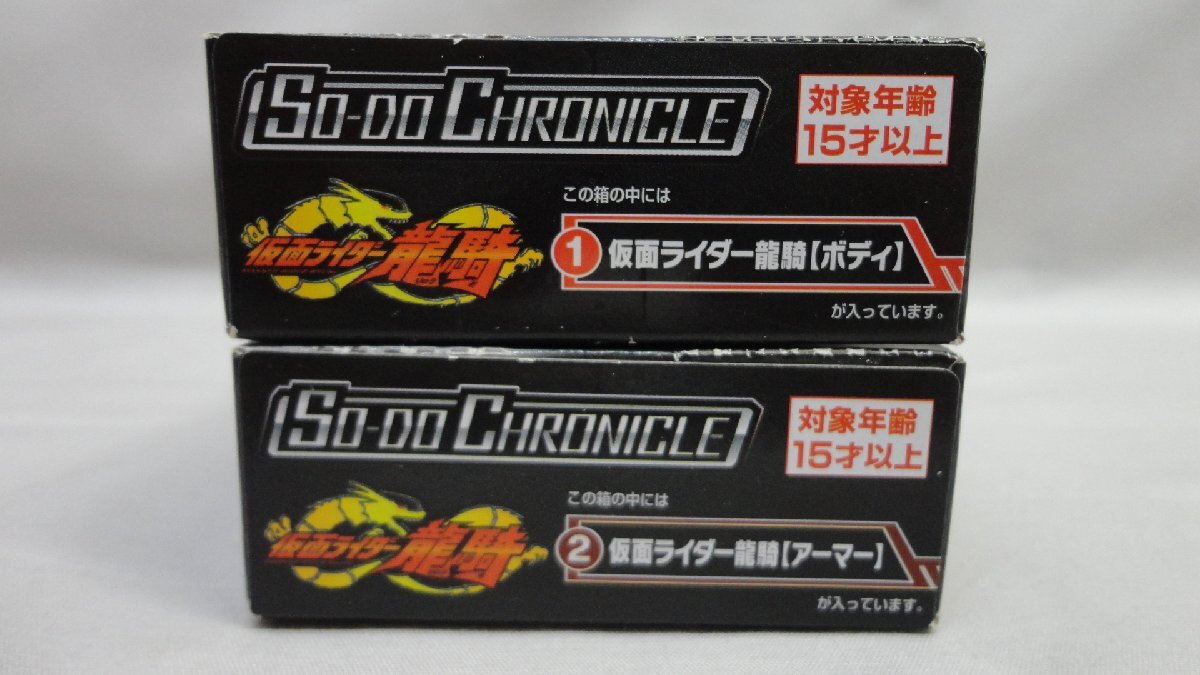 SO-DO CHRONICLE
対象年齢
15才以上
仮面ライダー龍騎
この箱の中には
1 仮面ライダー龍騎【ボディ】
が入っています。
SO-DO CHRONICLE
対象年齢
15才以上
仮面ライダー龍騎
この箱の中には
2 仮面ライダー龍騎【アーマー】
が入っています。